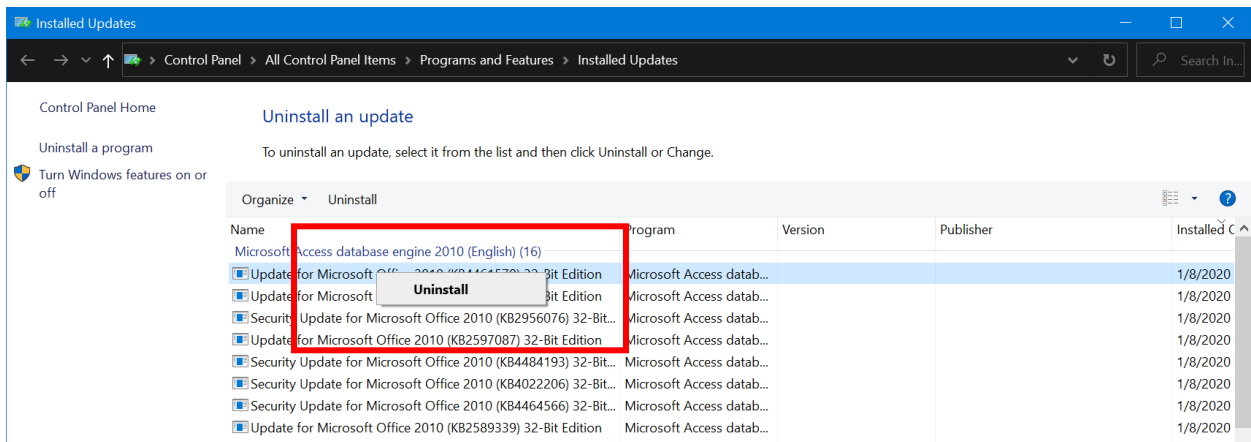 Installed Updates
Control Panel > All Control Panel Items > Programs and Features > Installed Updates
Search In...
Control Panel Home
Uninstall a program
Turn Windows features on or
off
Uninstall an update
To uninstall an update, select it from the list and then click Uninstall or Change.
Organize Uninstall
Name Program Version Publisher Installed
Microsoft Access database engine 2010 (English) (16)
Update for Microsoft Office 2010 (KB4461579) 32-Bit Edition Microsoft Access datab... 1/8/2020
Uninstall
Update for Microsoft Bit Edition Microsoft Access datab... 1/8/2020
Security Update for Microsoft Office 2010 (KB2956076) 32-Bit... Microsoft Access datab... 1/8/2020
Update for Microsoft Office 2010 (KB2597087) 32-Bit Edition Microsoft Access datab... 1/8/2020
Security Update for Microsoft Office 2010 (KB4484193) 32-Bit... Microsoft Access datab... 1/8/2020
Security Update for Microsoft Office 2010 (KB4022206) 32-Bit... Microsoft Access datab... 1/8/2020
Security Update for Microsoft Office 2010 (KB4464566) 32-Bit... Microsoft Access datab... 1/8/2020
Update for Microsoft Office 2010 (KB2589339) 32-Bit Edition Microsoft Access datab... 1/8/2020